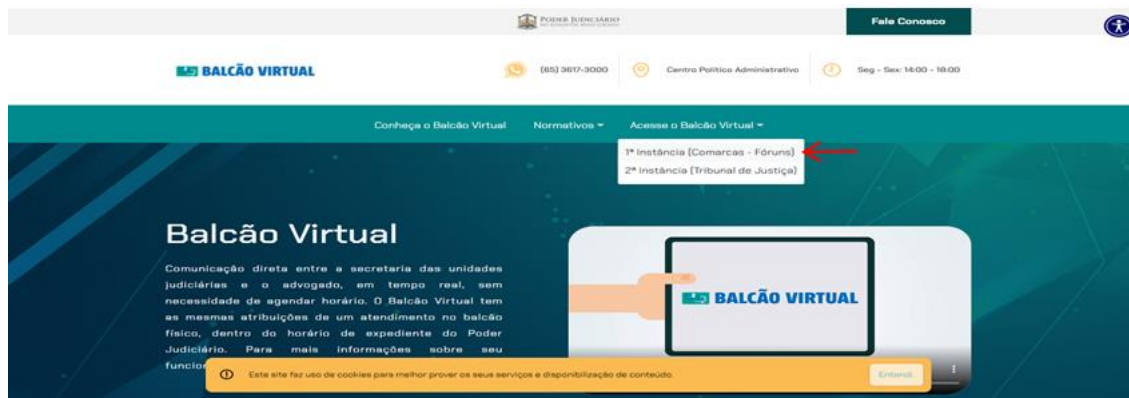 PODER JUDICIÁRIO
Fale Conosco
BALCÃO VIRTUAL
(65) 3617-3000
Centro Político Administrativo
Seg - Sex: 14:00 - 18:00
Conheça o Balcão Virtual
Normativos
Acesse o Balcão Virtual
1ª Instância (Comarcas - Fóruns)
2ª Instância (Tribunal de Justiça)
Balcão Virtual
Comunicação direta entre a secretaria das unidades
judiciárias e o advogado, em tempo real, sem
necessidade de agendar horário. O Balcão Virtual tem
as mesmas atribuições de um atendimento no balcão
físico, dentro do horário de expediente do Poder
Judiciário. Para mais informações sobre seu
funcion
BALCÃO VIRTUAL
Este site faz uso de cookies para melhor prover os seus serviços e disponibilização de conteúdo.
Entendi